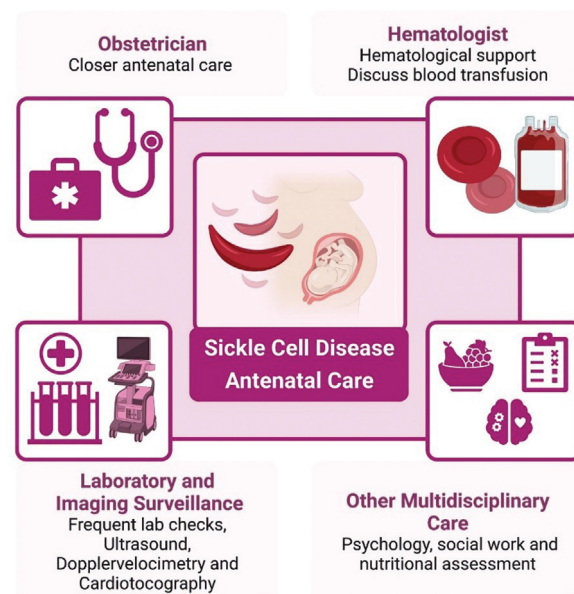 Obstetrician
Closer antenatal care
Hematologist
Hematological support
Discuss blood transfusion
Sickle Cell Disease
Antenatal Care
Laboratory and
Imaging Surveillance
Frequent lab checks,
Ultrasound,
Dopplervelocimetry and
Cardiotocography
Other Multidisciplinary
Care
Psychology, social work and
nutritional assessment